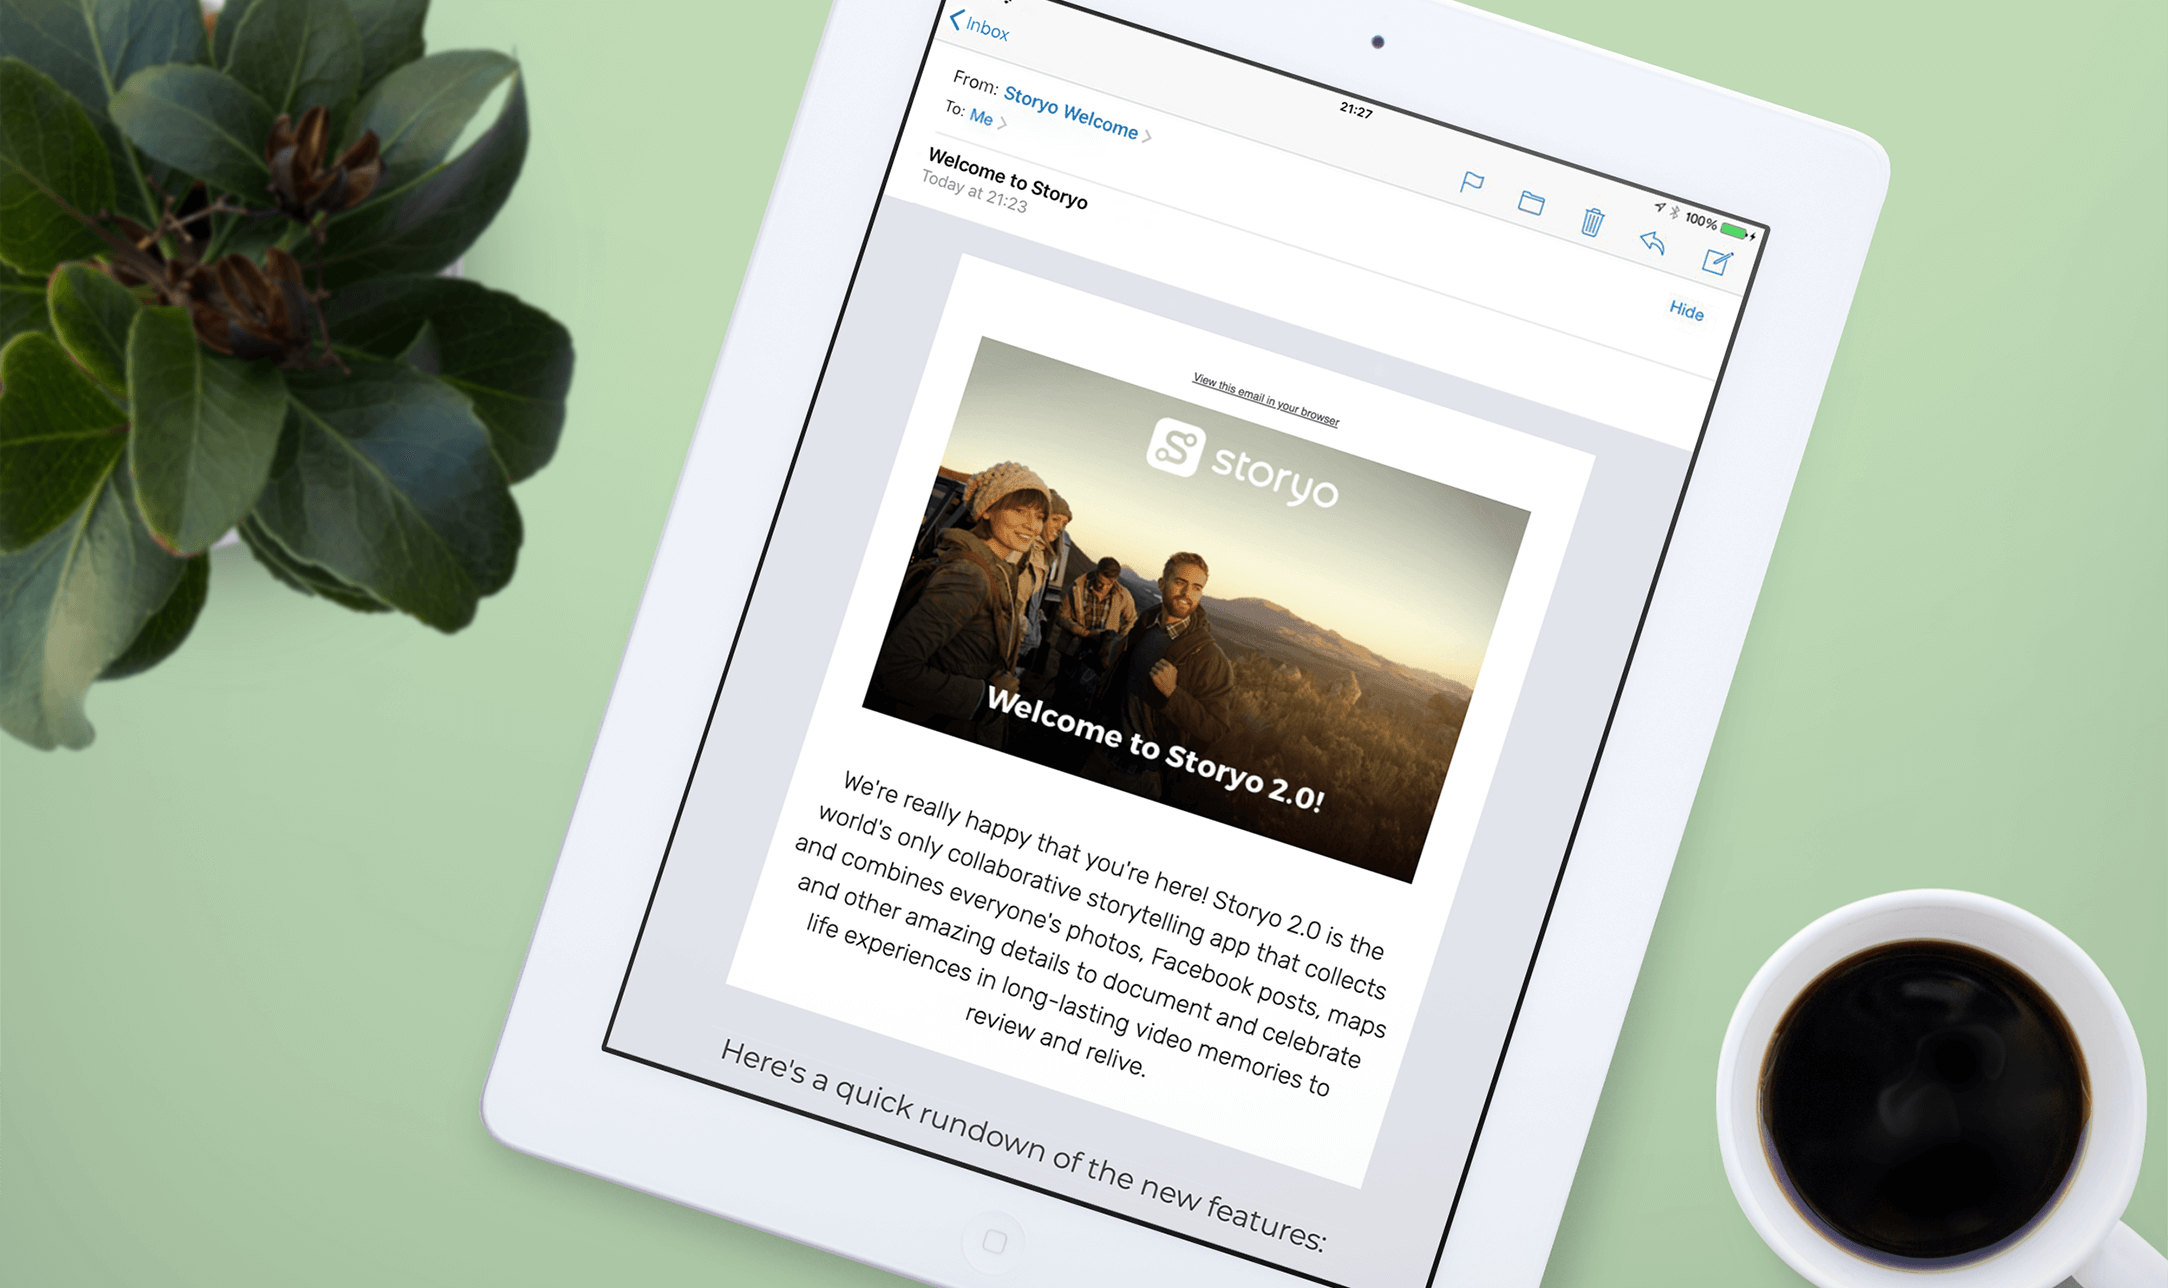 21:27
100%
Inbox
From: Storyo Welcome
To: Me
Hide
Welcome to Storyo
Today at 21:23
View this email in your browser
storyo
Welcome to Storyo 2.0!
We're really happy that you're here! Storyo 2.0 is the
world's only collaborative storytelling app that collects
and combines everyone's photos, Facebook posts, maps
and other amazing details to document and celebrate
life experiences in long-lasting video memories to
review and relive.
Here's a quick rundown of the new features: